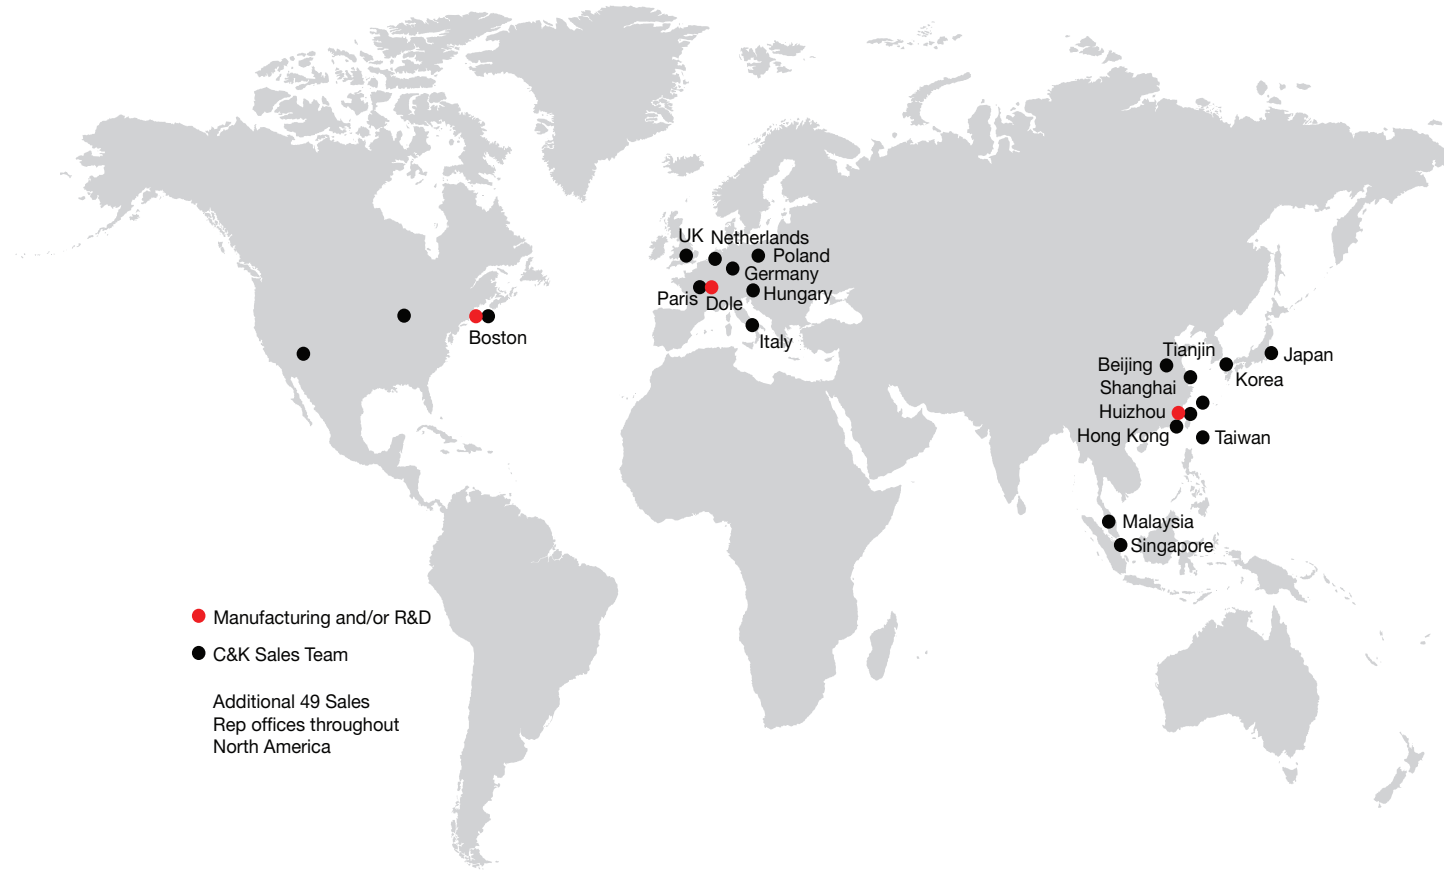 UK
Netherlands
Poland
Germany
Paris
Dole
Hungary
Boston
Italy
Tianjin
Japan
Beijing
Korea
Shanghai
Huizhou
Hong Kong
Taiwan
Malaysia
Singapore
Manufacturing and/or R&D
C&K Sales Team
Additional 49 Sales
Rep offices throughout
North America